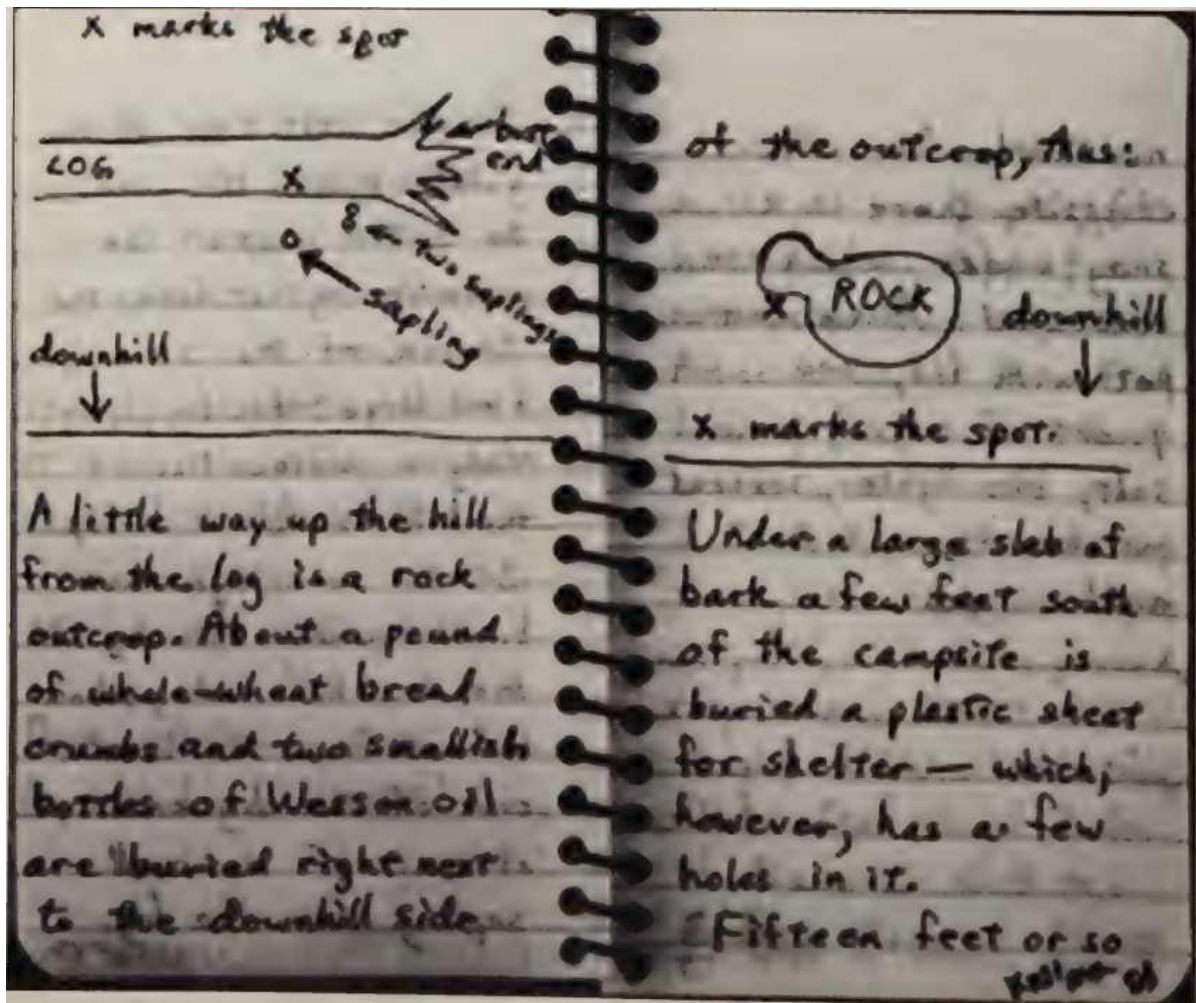 x marks the spot
LOG
x
← burnt
end
8 ← two saplings
o
sapling
downhill
A little way up the hill
from the log is a rock
outcrop. About a pound
of whole-wheat bread
crumbs and two smallish
bottles of Wesson oil
are buried right next
to the downhill side
of the outcrop, thus:
ROCK
x
downhill
x marks the spot.
Under a large slab of
bark a few feet south
of the campsite is
buried a plastic sheet
for shelter — which,
however, has a few
holes in it.
Fifteen feet or so